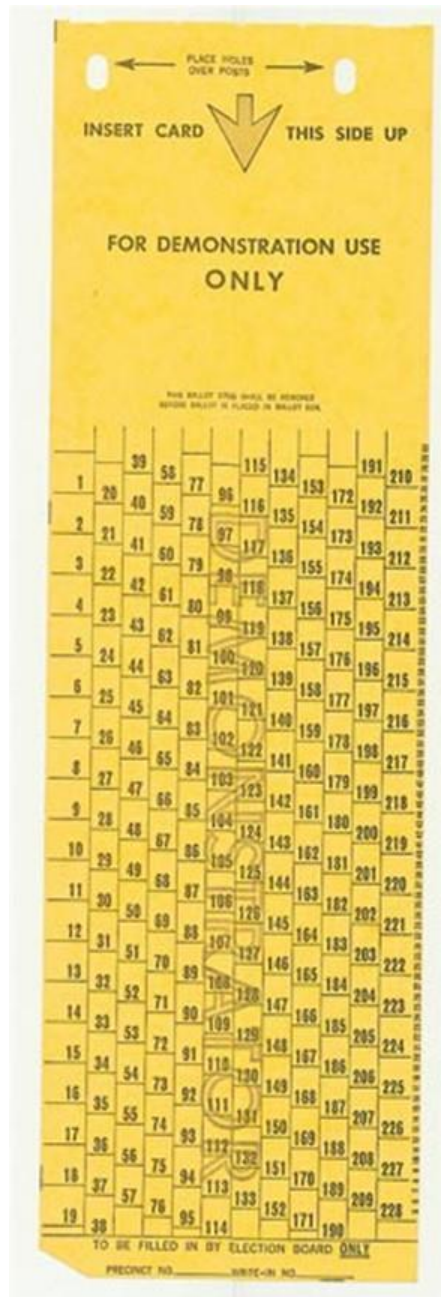 PLACE HOLES
OVER POSTS
INSERT CARD THIS SIDE UP
FOR DEMONSTRATION USE
ONLY
THIS BALLOT STUB SHALL BE REMOVED
BEFORE BALLOT IS PLACED IN BALLOT BOX.
1 20 39 58 77 96 115 134 153 172 191 210
2 21 40 59 78 97 116 135 154 173 192 211
3 22 41 60 79 98 117 136 155 174 193 212
4 23 42 61 80 99 118 137 156 175 194 213
5 24 43 62 81 100 119 138 157 176 195 214
6 25 44 63 82 101 120 139 158 177 196 215
7 26 45 64 83 102 121 140 159 178 197 216
8 27 46 65 84 103 122 141 160 179 198 217
9 28 47 66 85 104 123 142 161 180 199 218
10 29 48 67 86 105 124 143 162 181 200 219
11 30 49 68 87 106 125 144 163 182 201 220
12 31 50 69 88 107 126 145 164 183 202 221
13 32 51 70 89 108 127 146 165 184 203 222
14 33 52 71 90 109 128 147 166 185 204 223
15 34 53 72 91 110 129 148 167 186 205 224
16 35 54 73 92 111 130 149 168 187 206 225
17 36 55 74 93 112 131 150 169 188 207 226
18 37 56 75 94 113 132 151 170 189 208 227
19 38 57 76 95 114 133 152 171 190 209 228
DEMONSTRATOR
TO BE FILLED IN BY ELECTION BOARD ONLY
PRECINCT NO. WRITE-IN NO.